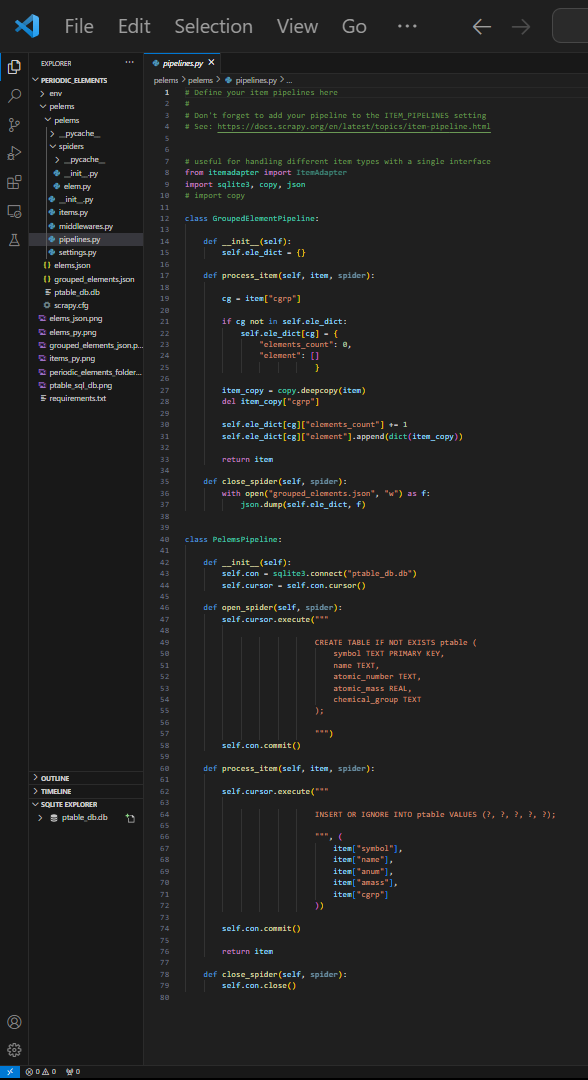 File Edit Selection View Go ...
EXPLORER ...
PERIODIC_ELEMENTS
env
pelems
pelems
__pycache__
spiders
__pycache__
__init__.py
elem.py
__init__.py
items.py
middlewares.py
pipelines.py
settings.py
elems.json
grouped_elements.json
ptable_db.db
scrapy.cfg
elems_json.png
elems_py.png
grouped_elements_json.p...
items_py.png
periodic_elements_folder...
ptable_sql_db.png
requirements.txt
OUTLINE
TIMELINE
SQLITE EXPLORER
ptable_db.db
pipelines.py ×
pelems > pelems > pipelines.py > ...
1 # Define your item pipelines here
2 #
3 # Don't forget to add your pipeline to the ITEM_PIPELINES setting
4 # See: https://docs.scrapy.org/en/latest/topics/item-pipeline.html
5
6
7 # useful for handling different item types with a single interface
8 from itemadapter import ItemAdapter
9 import sqlite3, copy, json
10 # import copy
11
12 class GroupedElementPipeline:
13
14 def __init__(self):
15 self.ele_dict = {}
16
17 def process_item(self, item, spider):
18
19 cg = item["cgrp"]
20
21 if cg not in self.ele_dict:
22 self.ele_dict[cg] = {
23 "elements_count": 0,
24 "element": []
25 }
26
27 item_copy = copy.deepcopy(item)
28 del item_copy["cgrp"]
29
30 self.ele_dict[cg]["elements_count"] += 1
31 self.ele_dict[cg]["element"].append(dict(item_copy))
32
33 return item
34
35 def close_spider(self, spider):
36 with open("grouped_elements.json", "w") as f:
37 json.dump(self.ele_dict, f)
38
39
40 class PelemsPipeline:
41
42 def __init__(self):
43 self.con = sqlite3.connect("ptable_db.db")
44 self.cursor = self.con.cursor()
45
46 def open_spider(self, spider):
47 self.cursor.execute("""
48
49 CREATE TABLE IF NOT EXISTS ptable (
50 symbol TEXT PRIMARY KEY,
51 name TEXT,
52 atomic_number TEXT,
53 atomic_mass REAL,
54 chemical_group TEXT
55 );
56
57 """)
58 self.con.commit()
59
60 def process_item(self, item, spider):
61
62 self.cursor.execute("""
63
64 INSERT OR IGNORE INTO ptable VALUES (?, ?, ?, ?, ?);
65
66 """, (
67 item["symbol"],
68 item["name"],
69 item["anum"],
70 item["amass"],
71 item["cgrp"]
72 ))
73
74 self.con.commit()
75
76 return item
77
78 def close_spider(self, spider):
79 self.con.close()
80
0 0 0